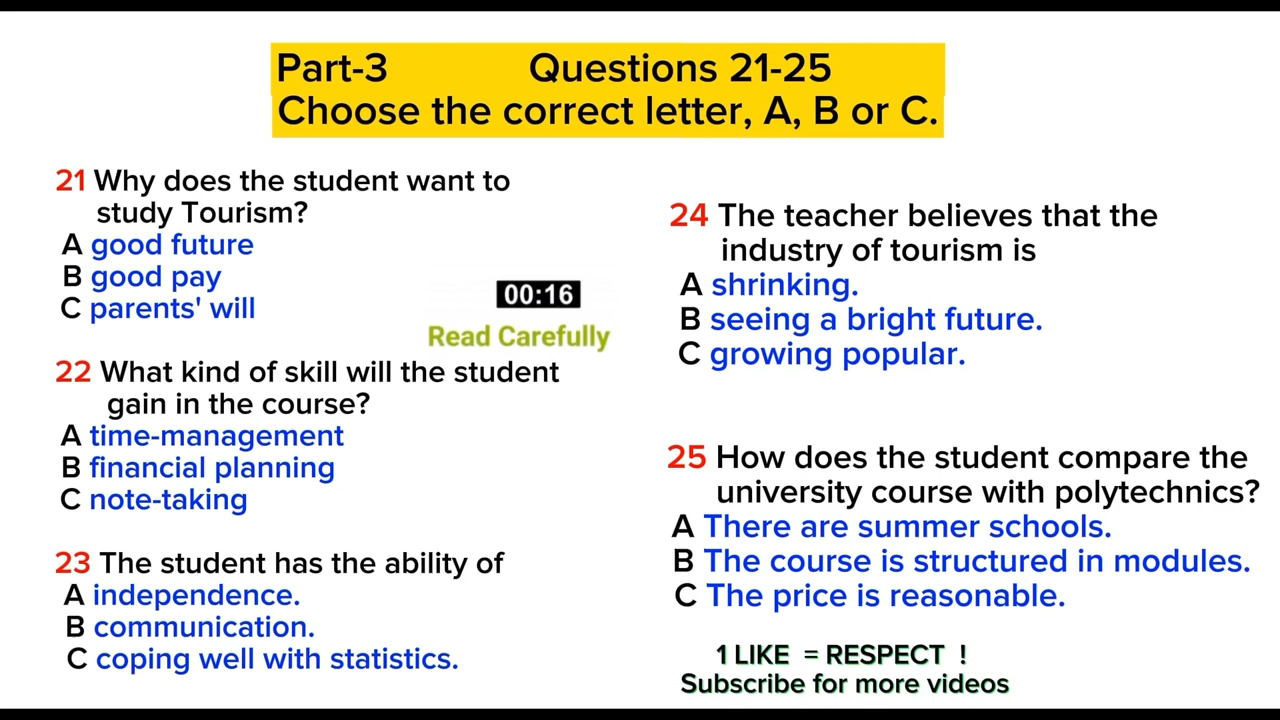 Part-3 Questions 21-25
Choose the correct letter, A, B or C.
21 Why does the student want to
study Tourism?
A good future
B good pay
C parents' will
00:16
Read Carefully
22 What kind of skill will the student
gain in the course?
A time-management
B financial planning
C note-taking
23 The student has the ability of
A independence.
B communication.
C coping well with statistics.
24 The teacher believes that the
industry of tourism is
A shrinking.
B seeing a bright future.
C growing popular.
25 How does the student compare the
university course with polytechnics?
A There are summer schools.
B The course is structured in modules.
C The price is reasonable.
1 LIKE = RESPECT !
Subscribe for more videos